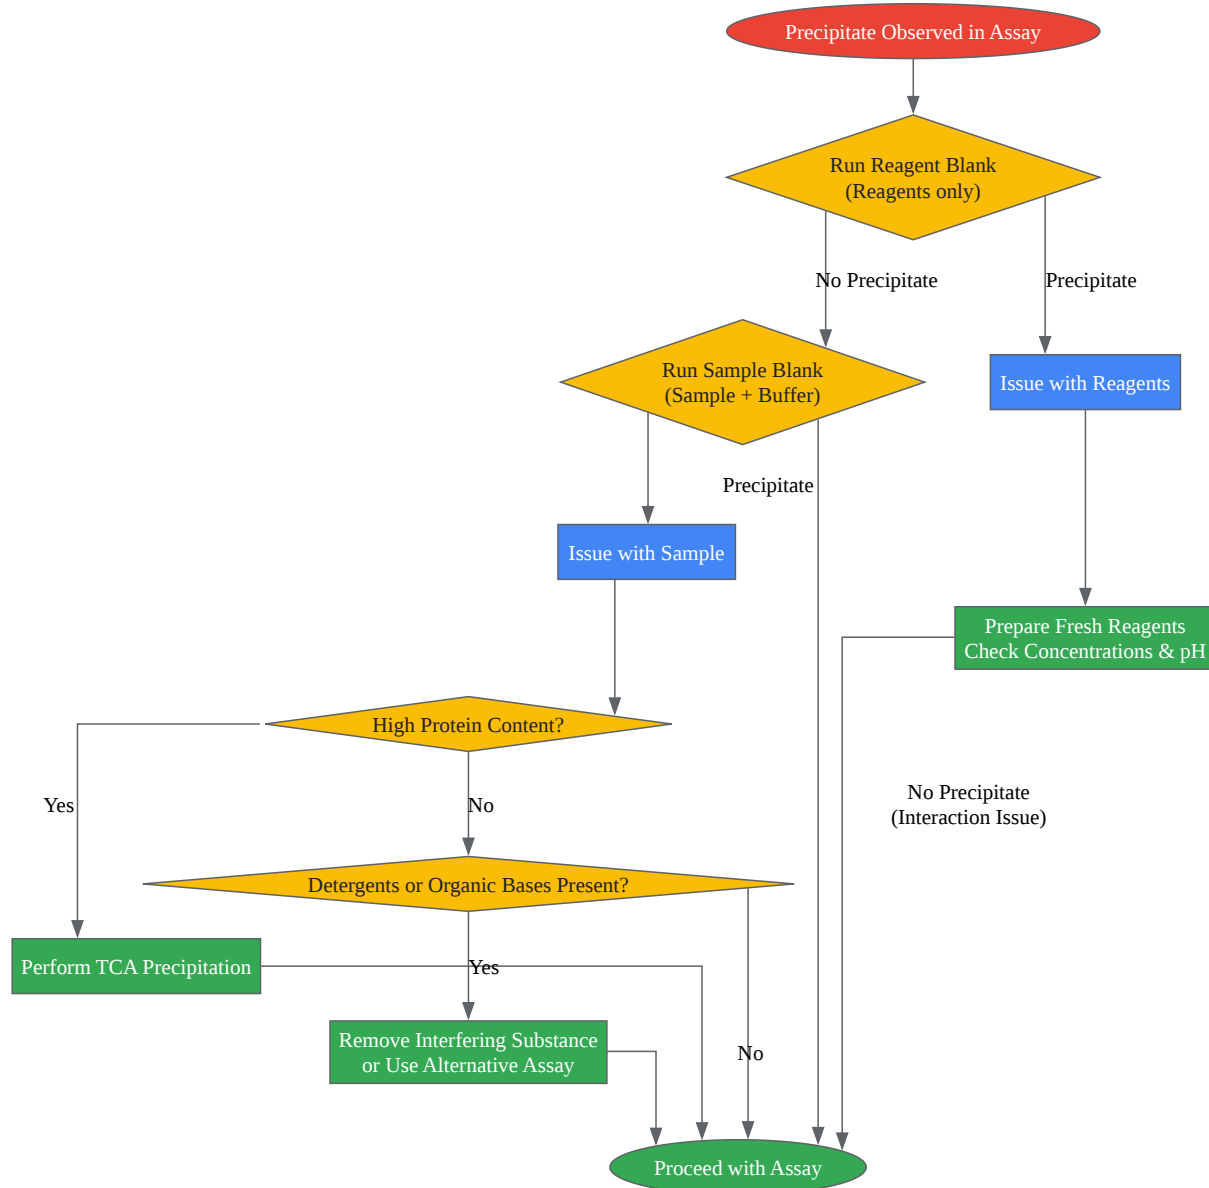 Precipitate Observed in Assay
Run Reagent Blank
(Reagents only)
No Precipitate
Precipitate
Run Sample Blank
(Sample + Buffer)
Issue with Reagents
Precipitate
Issue with Sample
Prepare Fresh Reagents
Check Concentrations & pH
High Protein Content?
Yes
No
No Precipitate
(Interaction Issue)
Detergents or Organic Bases Present?
Perform TCA Precipitation
Yes
Remove Interfering Substance
or Use Alternative Assay
No
Proceed with Assay